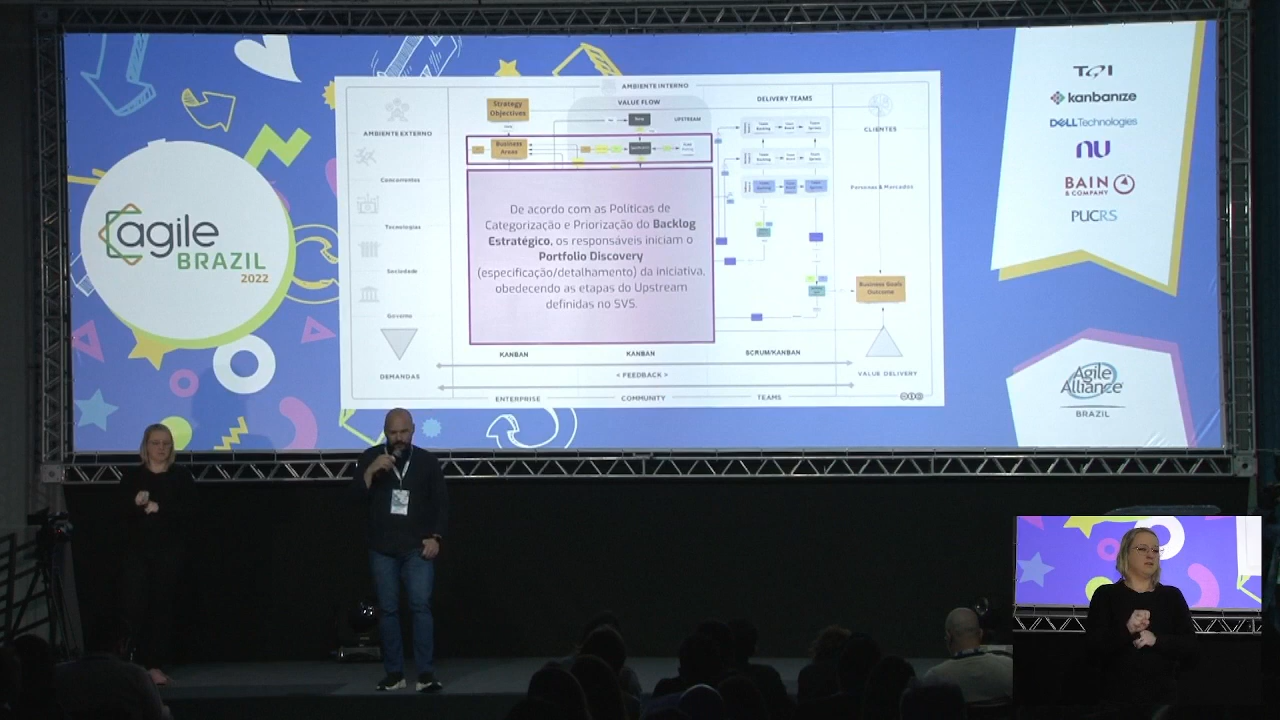 agile
BRAZIL
2022
AMBIENTE INTERNO
AMBIENTE EXTERNO
Concorrentes
Tecnologias
Sociedade
Governo
DEMANDAS
Strategy
Objectives
Business
Areas
VALUE FLOW
UPSTREAM
DELIVERY TEAMS
De acordo com as Políticas de
Categorização e Priorização do Backlog
Estratégico, os responsáveis iniciam o
Portfolio Discovery
(especificação/detalhamento) da iniciativa,
obedecendo as etapas do Upstream
definidas no SVS.
KANBAN
KANBAN
SCRUM/KANBAN
< FEEDBACK >
ENTERPRISE
COMMUNITY
TEAMS
CLIENTES
Personas & Mercados
Business Goals
Outcome
VALUE DELIVERY
kanbanize
DELL Technologies
nu
BAIN
& COMPANY
PUCRS
Agile
Alliance
BRAZIL